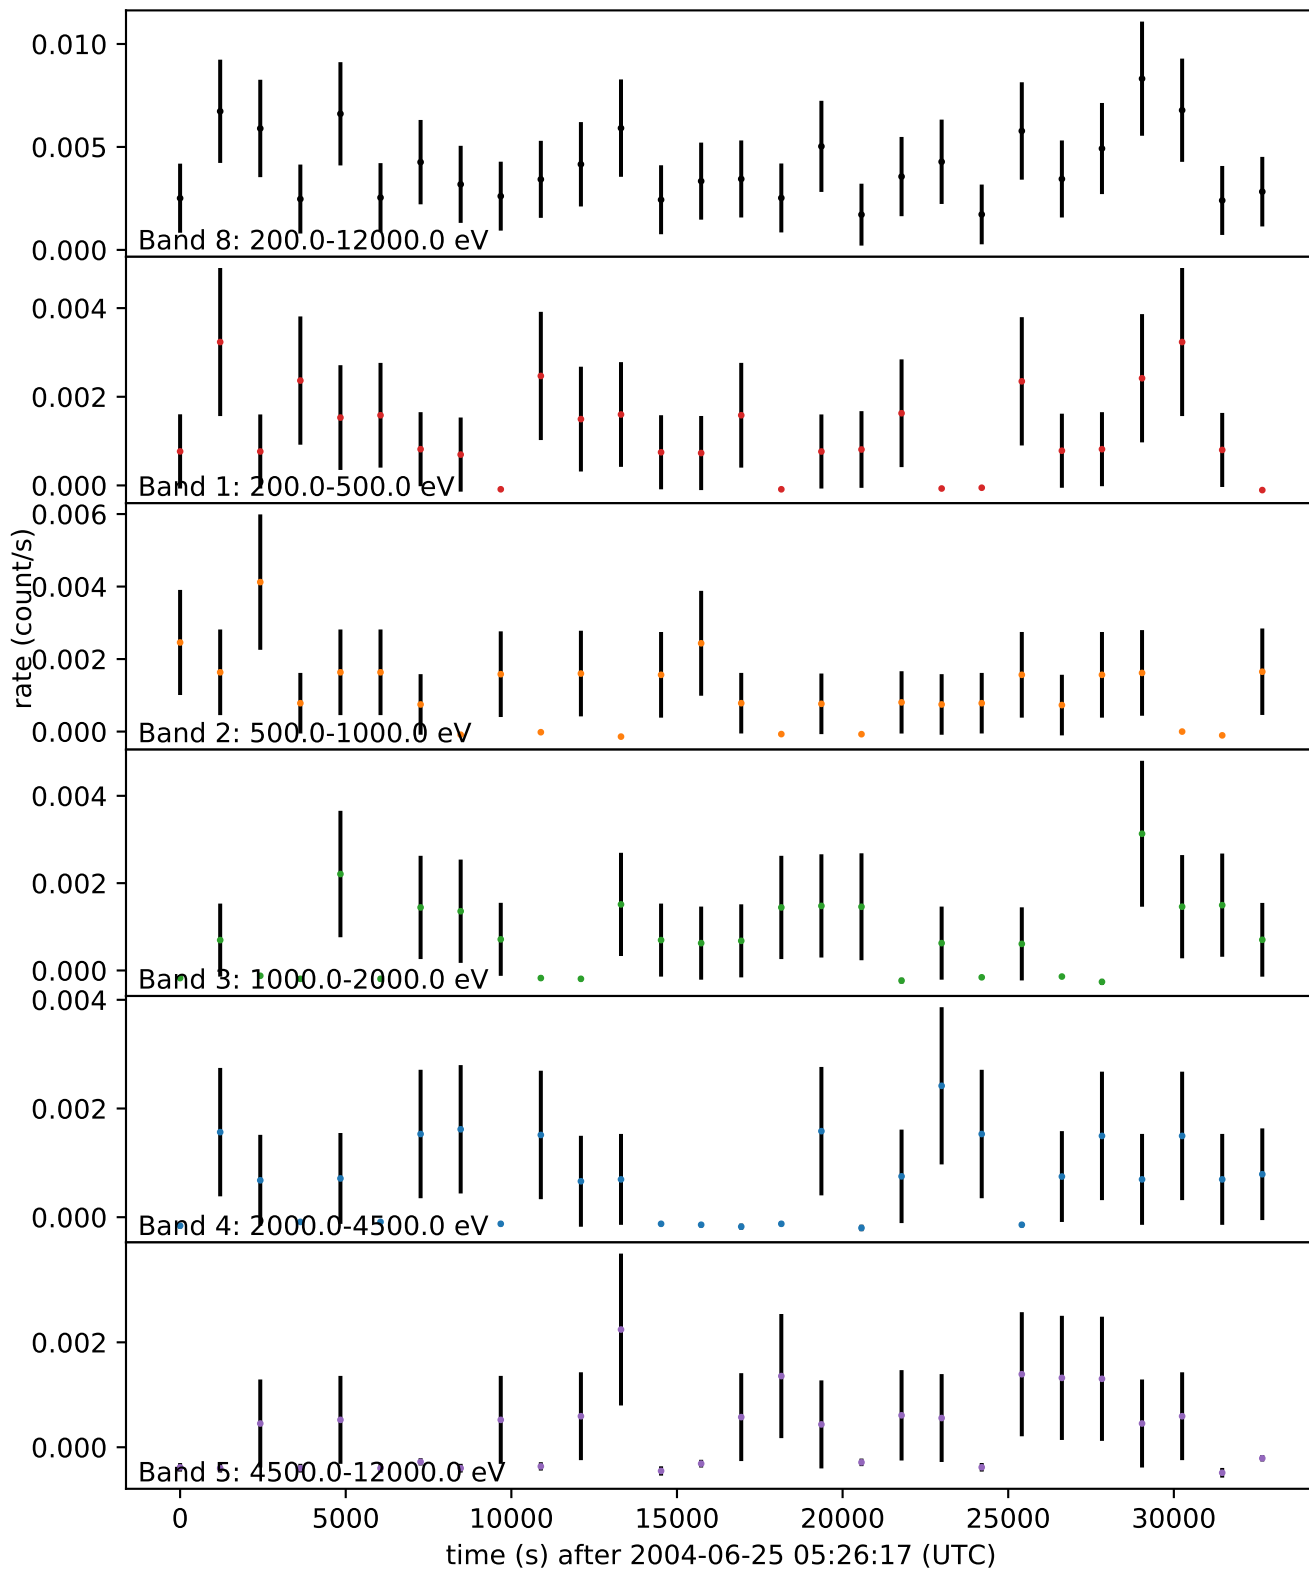 0.010
0.005
0.000
Band 8: 200.0-12000.0 eV
0.004
0.002
0.000
Band 1: 200.0-500.0 eV
rate (count/s)
0.006
0.004
0.002
0.000
Band 2: 500.0-1000.0 eV
0.004
0.002
0.000
Band 3: 1000.0-2000.0 eV
0.004
0.002
0.000
Band 4: 2000.0-4500.0 eV
0.002
0.000
Band 5: 4500.0-12000.0 eV
0 5000 10000 15000 20000 25000 30000
time (s) after 2004-06-25 05:26:17 (UTC)